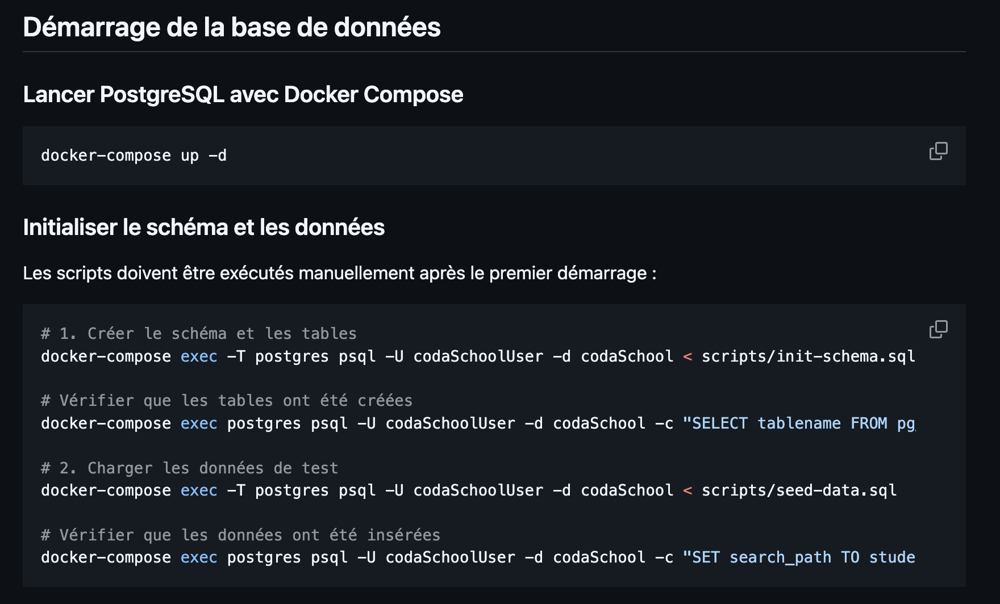 Démarrage de la base de données
Lancer PostgreSQL avec Docker Compose
docker-compose up -d
Initialiser le schéma et les données
Les scripts doivent être exécutés manuellement après le premier démarrage :
# 1. Créer le schéma et les tables
docker-compose exec -T postgres psql -U codaSchoolUser -d codaSchool < scripts/init-schema.sql
# Vérifier que les tables ont été créées
docker-compose exec postgres psql -U codaSchoolUser -d codaSchool -c "SELECT tablename FROM pg_
# 2. Charger les données de test
docker-compose exec -T postgres psql -U codaSchoolUser -d codaSchool < scripts/seed-data.sql
# Vérifier que les données ont été insérées
docker-compose exec postgres psql -U codaSchoolUser -d codaSchool -c "SET search_path TO stude